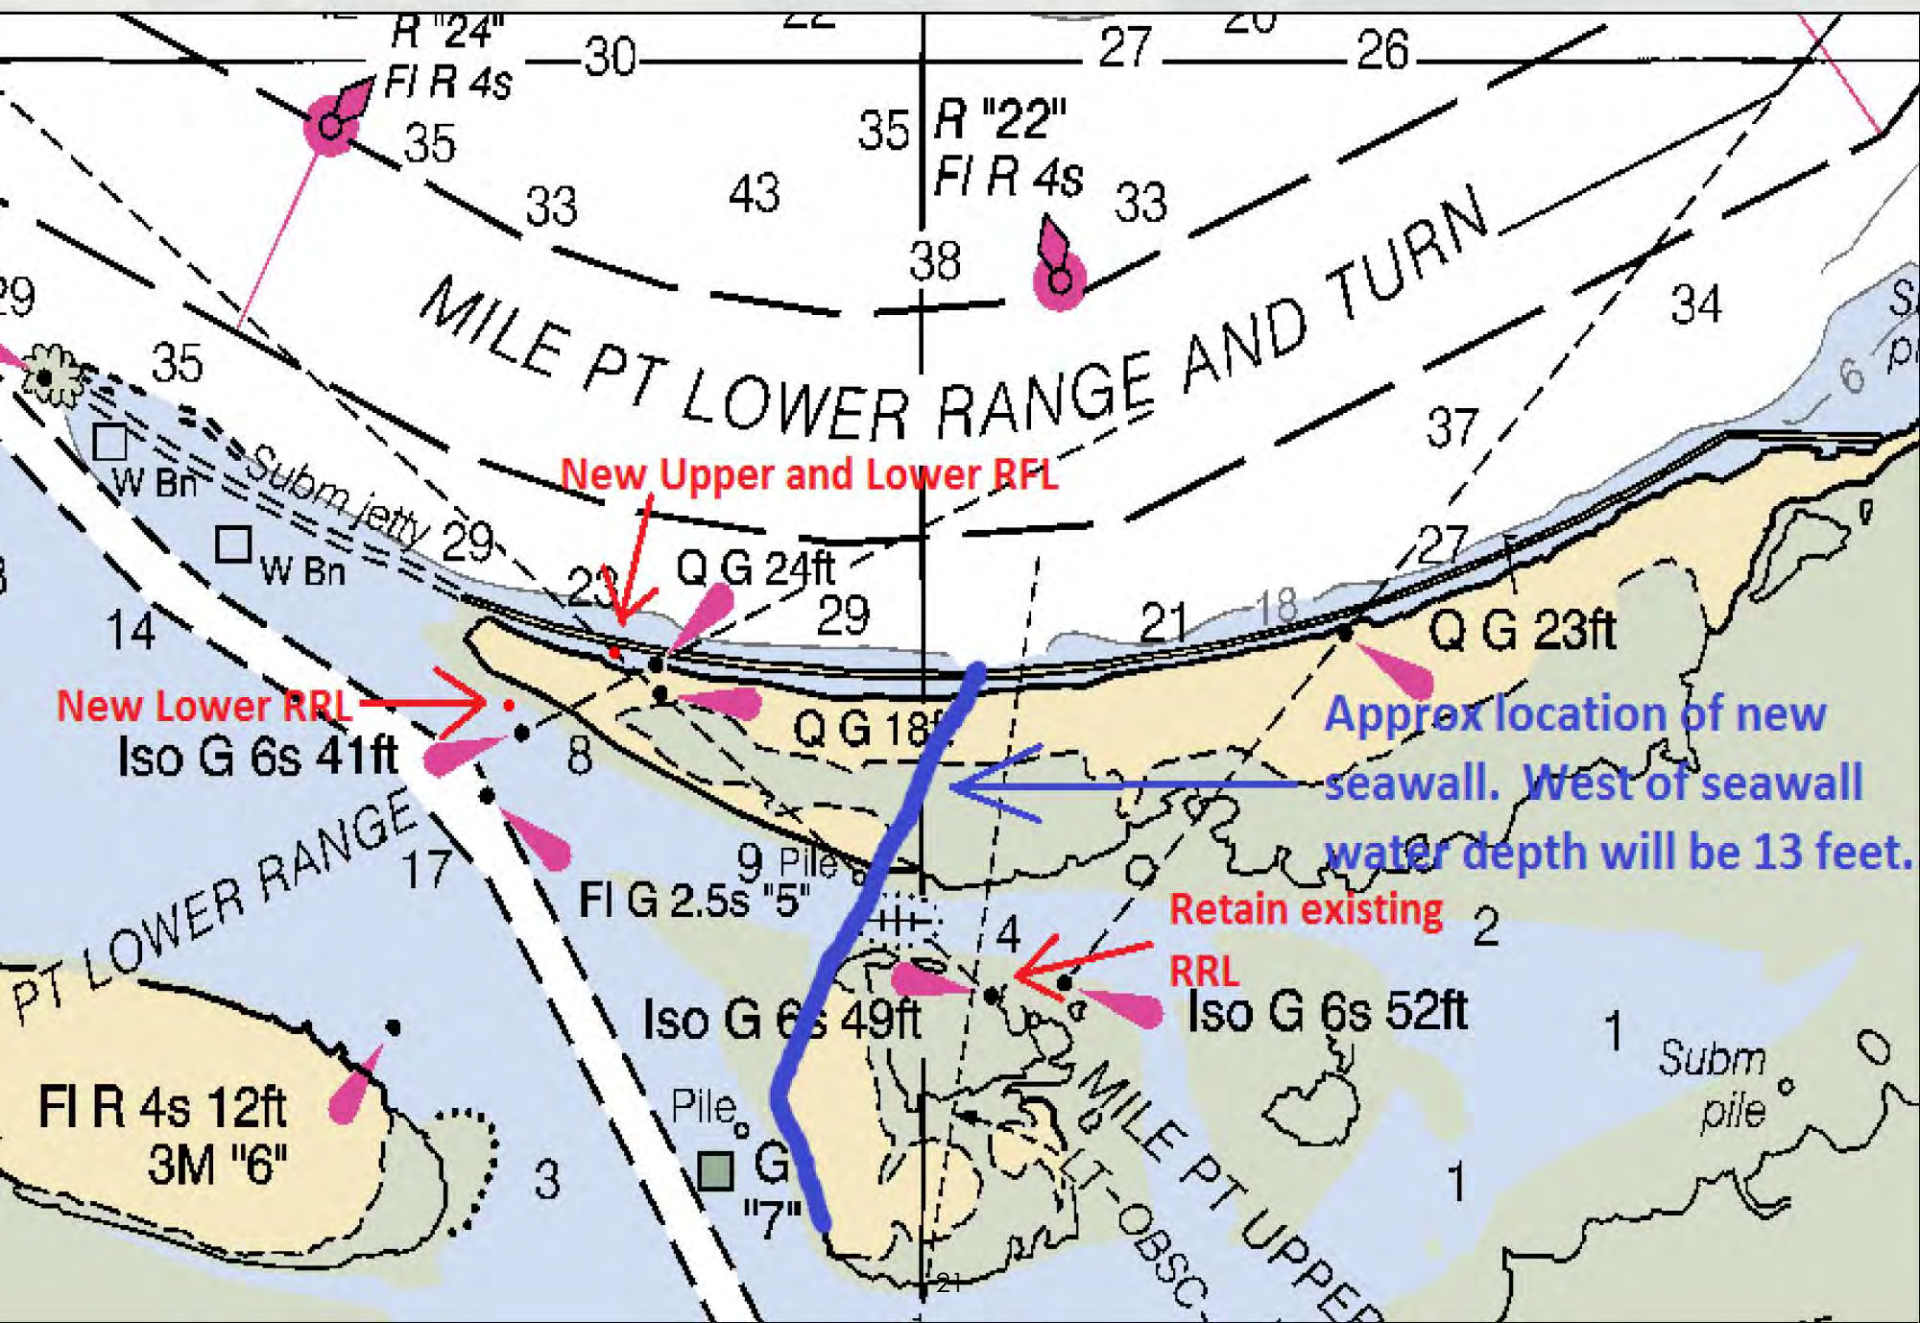 22
20
R "24"
Fl R 4s
30
27
26
35
35
R "22"
Fl R 4s
33
43
33
38
29
34
35
MILE PT LOWER RANGE AND TURN
6
37
W Bn
Subm jetty
New Upper and Lower RFL
29
27
W Bn
23
Q G 24ft
29
21
18
Q G 23ft
14
New Lower RRL
Iso G 6s 41ft
8
Q G 18f
Approx location of new
seawall. West of seawall
water depth will be 13 feet.
PT LOWER RANGE
17
9 Pile
Fl G 2.5s "5"
4
Retain existing
RRL
2
Iso G 6s 49ft
Iso G 6s 52ft
1
Subm
pile
Fl R 4s 12ft
3M "6"
3
Pile
G
"7"
MILE PT UPPER
LT-OBSC
1
21